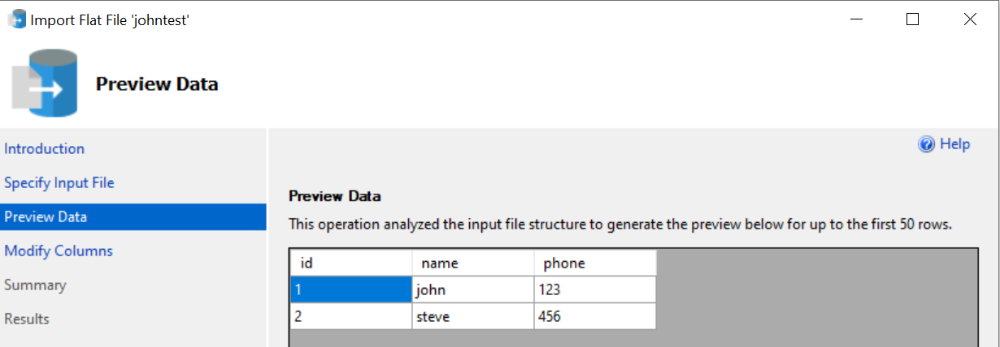 Import Flat File 'johntest'
Preview Data
Introduction
Specify Input File
Preview Data
Modify Columns
Summary
Results
Help
Preview Data
This operation analyzed the input file structure to generate the preview below for up to the first 50 rows.
id name phone
1 john 123
2 steve 456